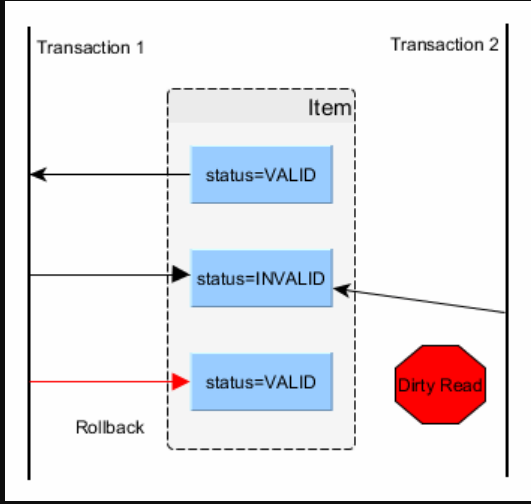 Transaction 1
Transaction 2
Item
status=VALID
status=INVALID
status=VALID
Dirty Read
Rollback